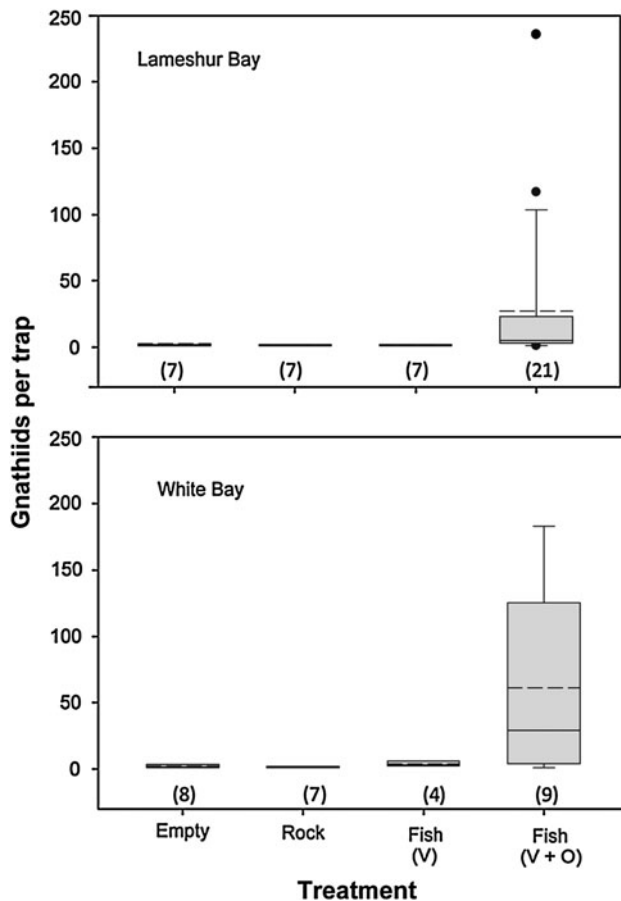 Gnathiids per trap
250
Lameshur Bay
200
150
100
50
0
(7) (7) (7) (21)
250
White Bay
200
150
100
50
0
(8) (7) (4) (9)
Empty Rock Fish Fish
(V) (V + O)
Treatment